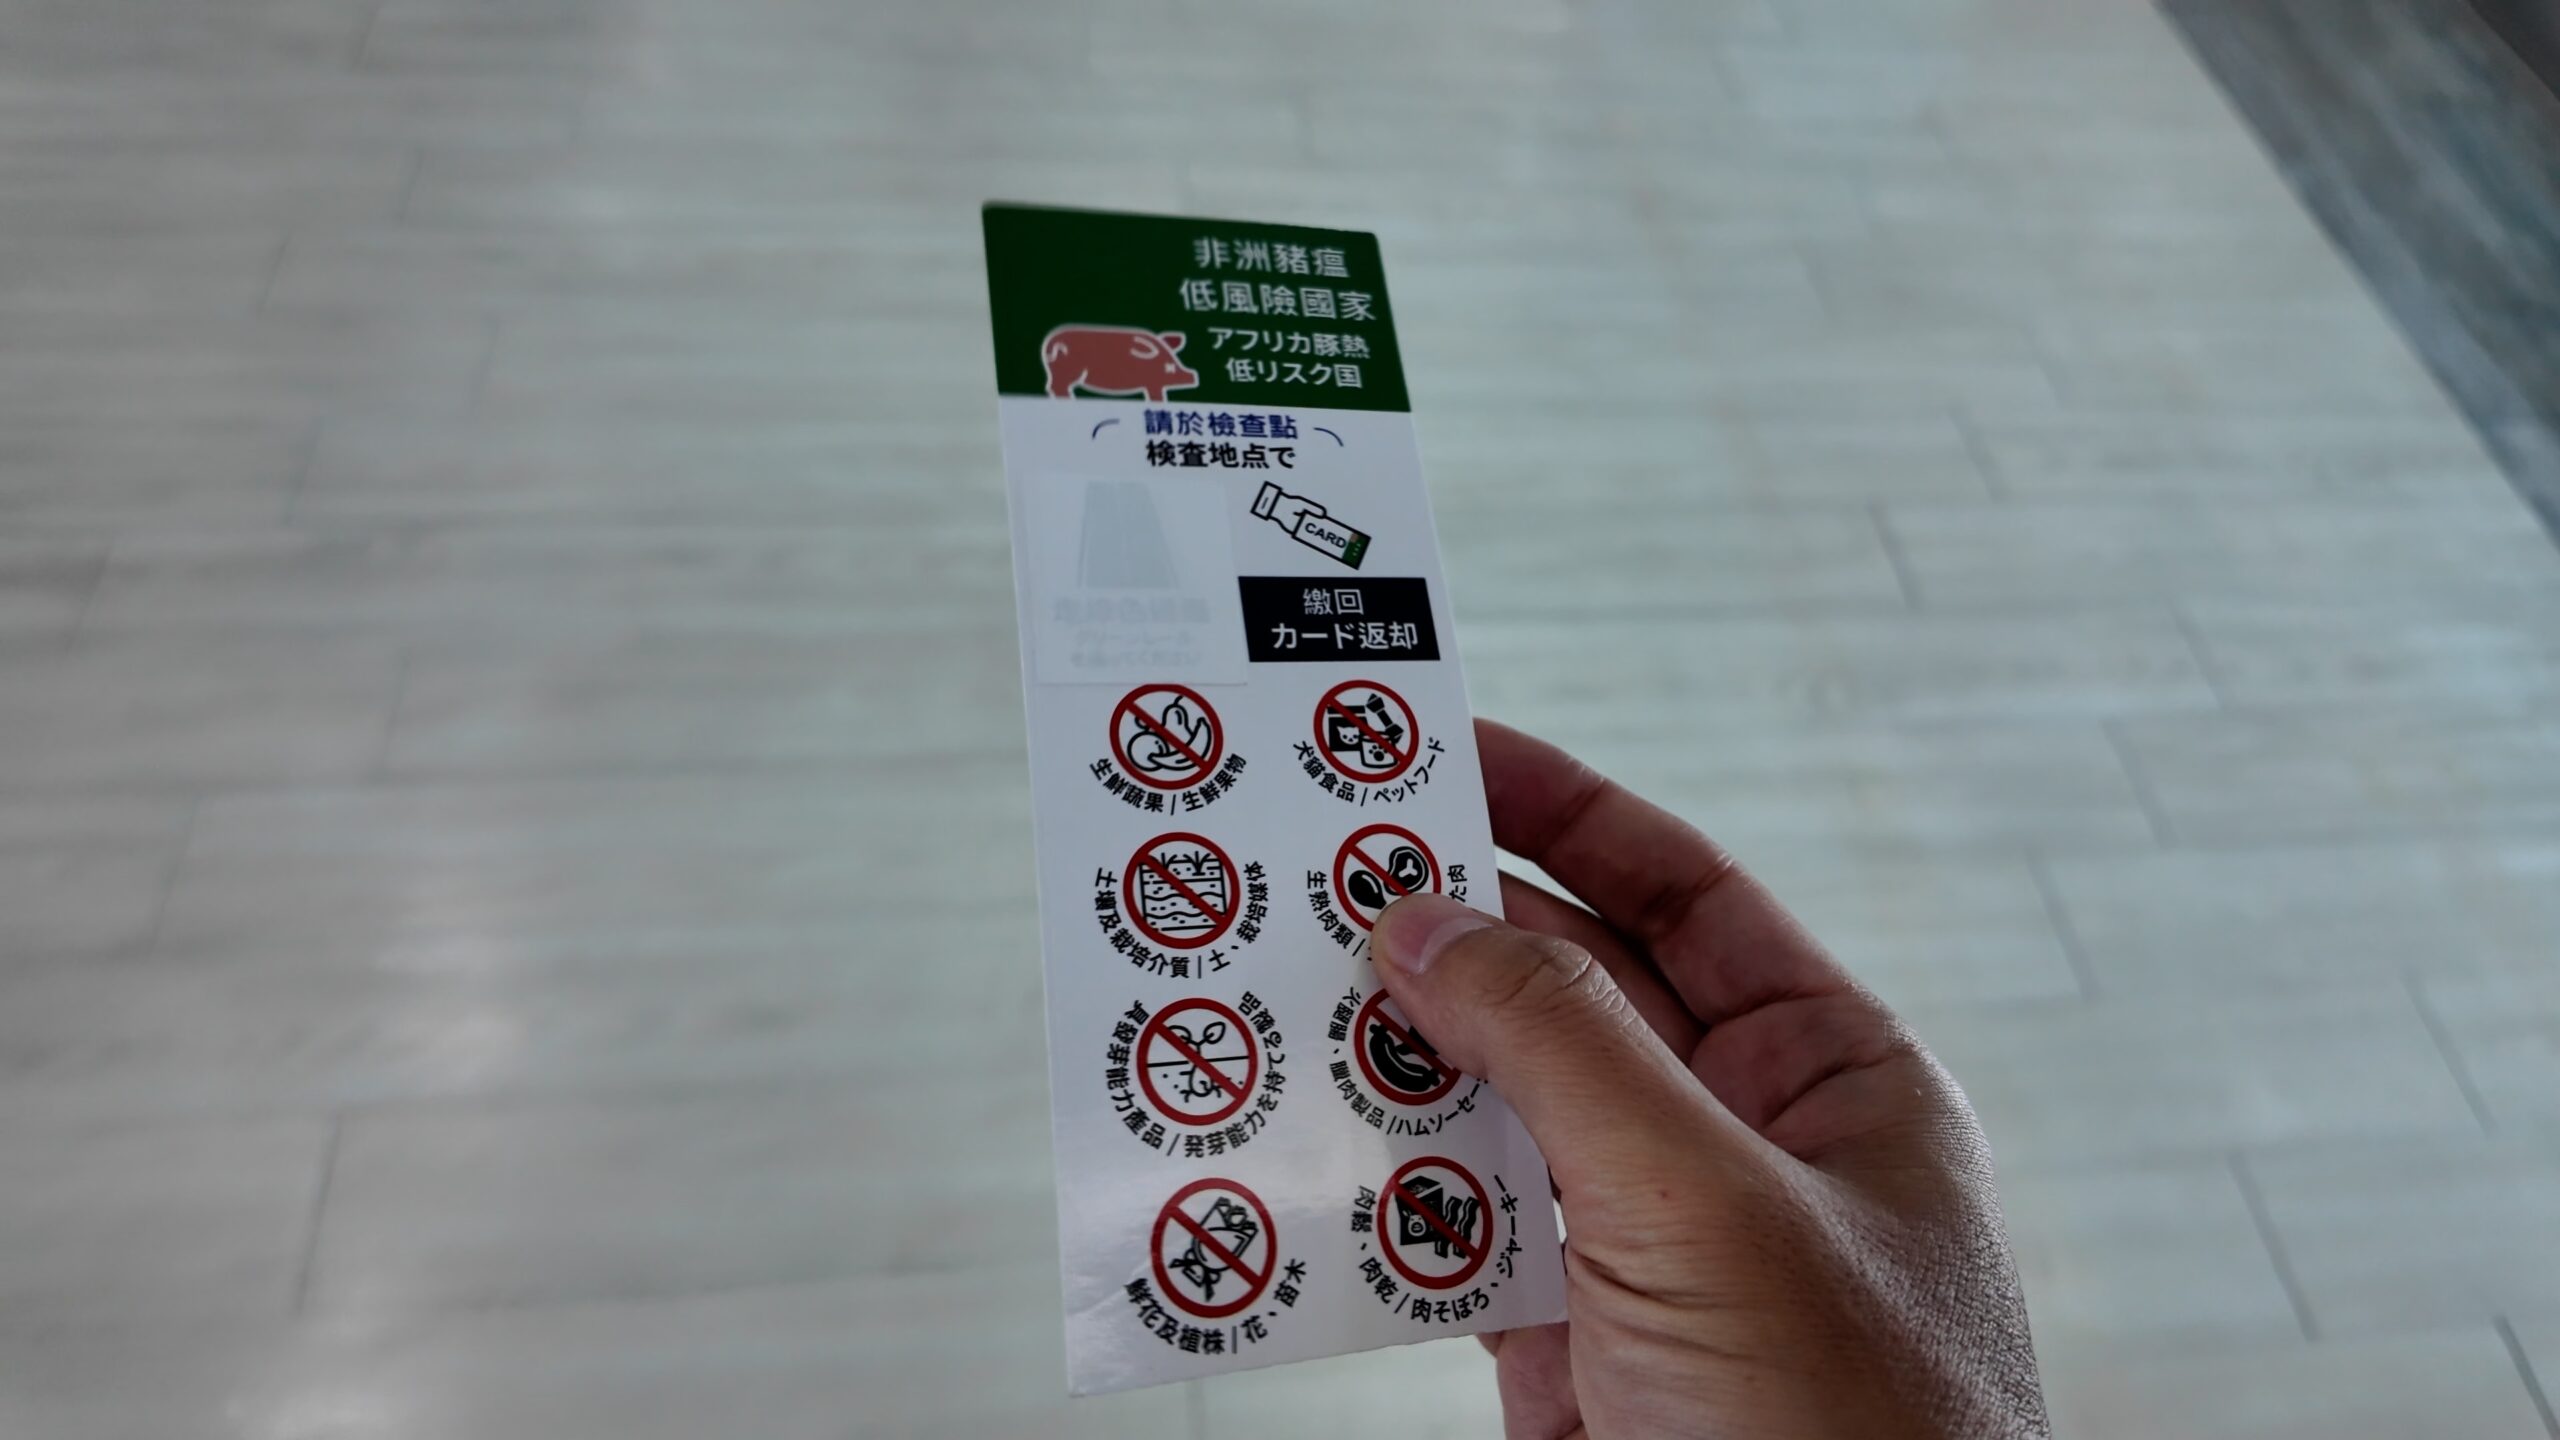 非洲豬瘟
低風險國家
アフリカ豚熱
低リスク国
請於檢查點
検査地点で
CARD
繳回
カード返却
生鮮蔬果/生鮮果物
犬貓食品/ペットフード
土壤及栽培介質/土、栽培媒体
生熟肉類/
た肉
具發芽能力產品/発芽能力を持てる製品
火腿腸、臘肉製品/ハムソーセー
鮮花及植株/花、苗木
肉鬆、肉乾/肉そぼろ、ジャーキー